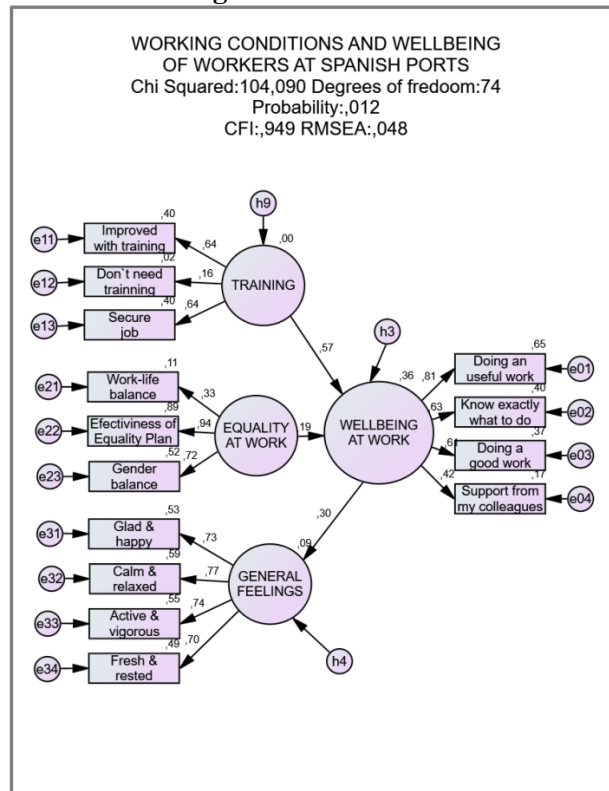 WORKING CONDITIONS AND WELLBEING
OF WORKERS AT SPANISH PORTS
Chi Squared:104,090 Degrees of fredoom:74
Probability:,012
CFI:,949 RMSEA:,048
h9
,40
,00
e11
Improved
with training
,64
,02
e12
Don`t need
trainning
,16
TRAINING
,40
e13
Secure
job
,64
h3
,57
,11
e21
Work-life
balance
,33
,89
e22
Efectiviness of
Equality Plan
,94
EQUALITY
AT WORK
,19
,52
e23
Gender
balance
,72
,36
WELLBEING
AT WORK
,65
,81
Doing an
useful work
e01
,40
,63
Know exactly
what to do
e02
,37
,61
Doing a
good work
e03
,17
,42
Support from
my colleagues
e04
,30
,09
,53
e31
Glad &
happy
,73
,59
e32
Calm &
relaxed
,77
GENERAL
FEELINGS
,55
e33
Active &
vigorous
,74
,49
e34
Fresh &
rested
,70
h4